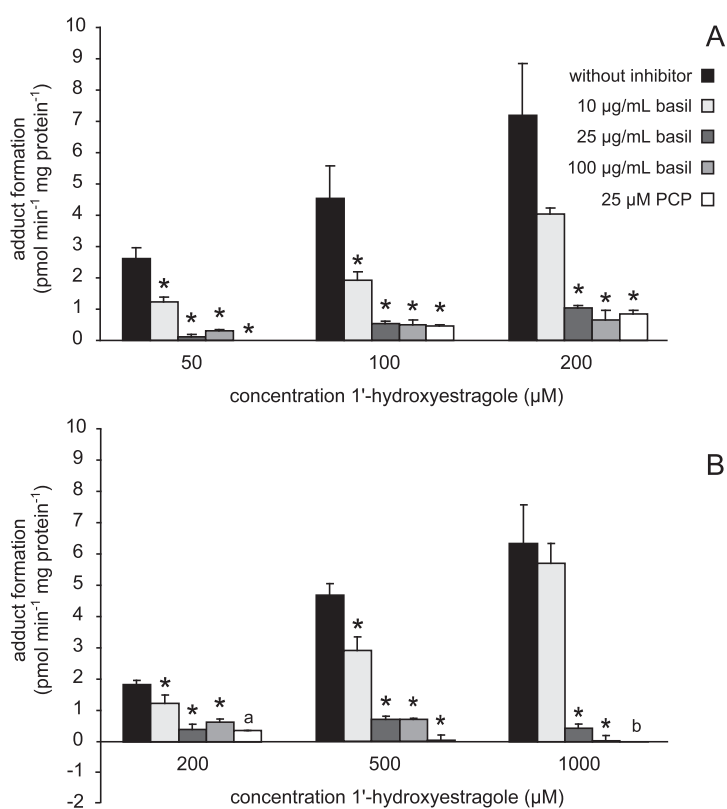 A
10
9
8
7
6
5
4
3
2
1
0
adduct formation
(pmol min⁻¹ mg protein⁻¹)
without inhibitor
10 µg/mL basil
25 µg/mL basil
100 µg/mL basil
25 µM PCP
* * * *
* * * *
* * *
50 100 200
concentration 1'-hydroxyestragole (µM)
B
10
9
8
7
6
5
4
3
2
1
0
-1
-2
adduct formation
(pmol min⁻¹ mg protein⁻¹)
* * * a
* * * *
* * b
200 500 1000
concentration 1'-hydroxyestragole (µM)